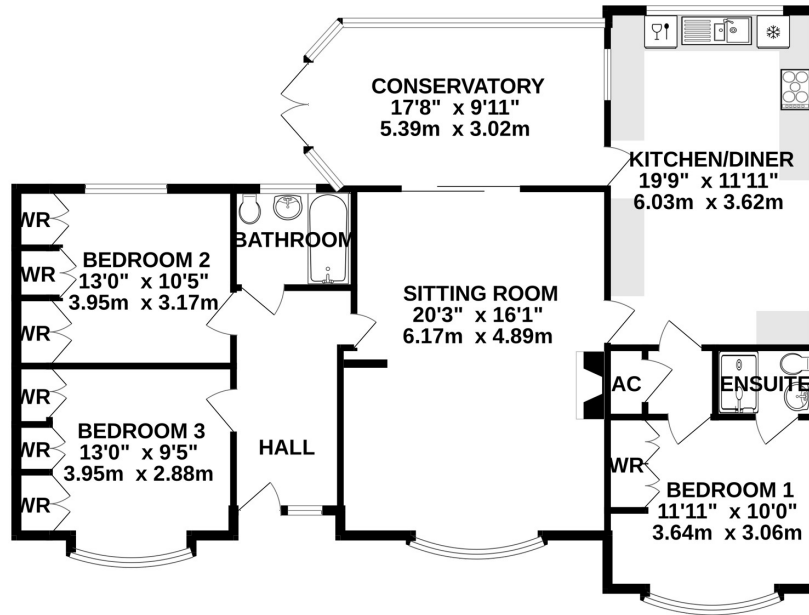 CONSERVATORY
17'8" x 9'11"
5.39m x 3.02m
KITCHEN/DINER
19'9" x 11'11"
6.03m x 3.62m
WR
WR
WR
BEDROOM 2
13'0" x 10'5"
3.95m x 3.17m
BATHROOM
SITTING ROOM
20'3" x 16'1"
6.17m x 4.89m
AC
ENSUITE
WR
WR
WR
BEDROOM 3
13'0" x 9'5"
3.95m x 2.88m
HALL
WR
BEDROOM 1
11'11" x 10'0"
3.64m x 3.06m